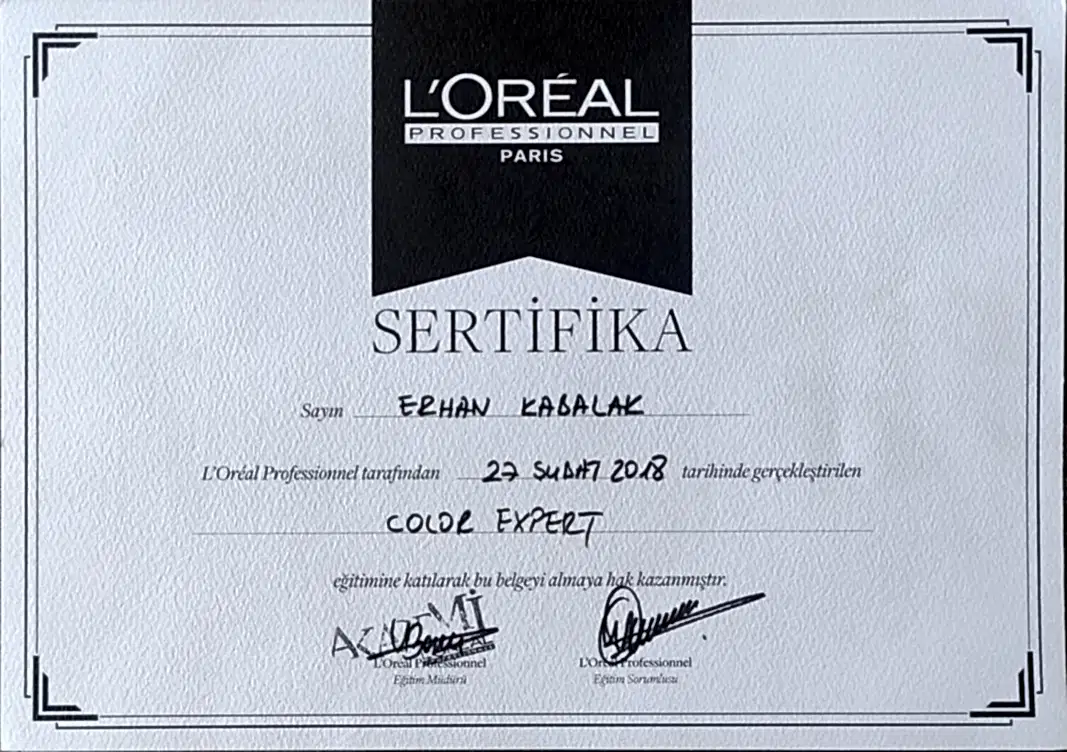 L'ORÉAL
PROFESSIONNEL
PARIS
SERTİFİKA
Sayın ERHAN KABALAK
L'Oréal Professionnel tarafından 27 ŞUBAT 2018 tarihinde gerçekleştirilen
COLOR EXPERT
eğitimine katılarak bu belgeyi almaya hak kazanmıştır.
AKADEMİ
L'Oréal Professionnel L'Oréal Professionnel
Eğitim Müdürü Eğitim Sorumlusu